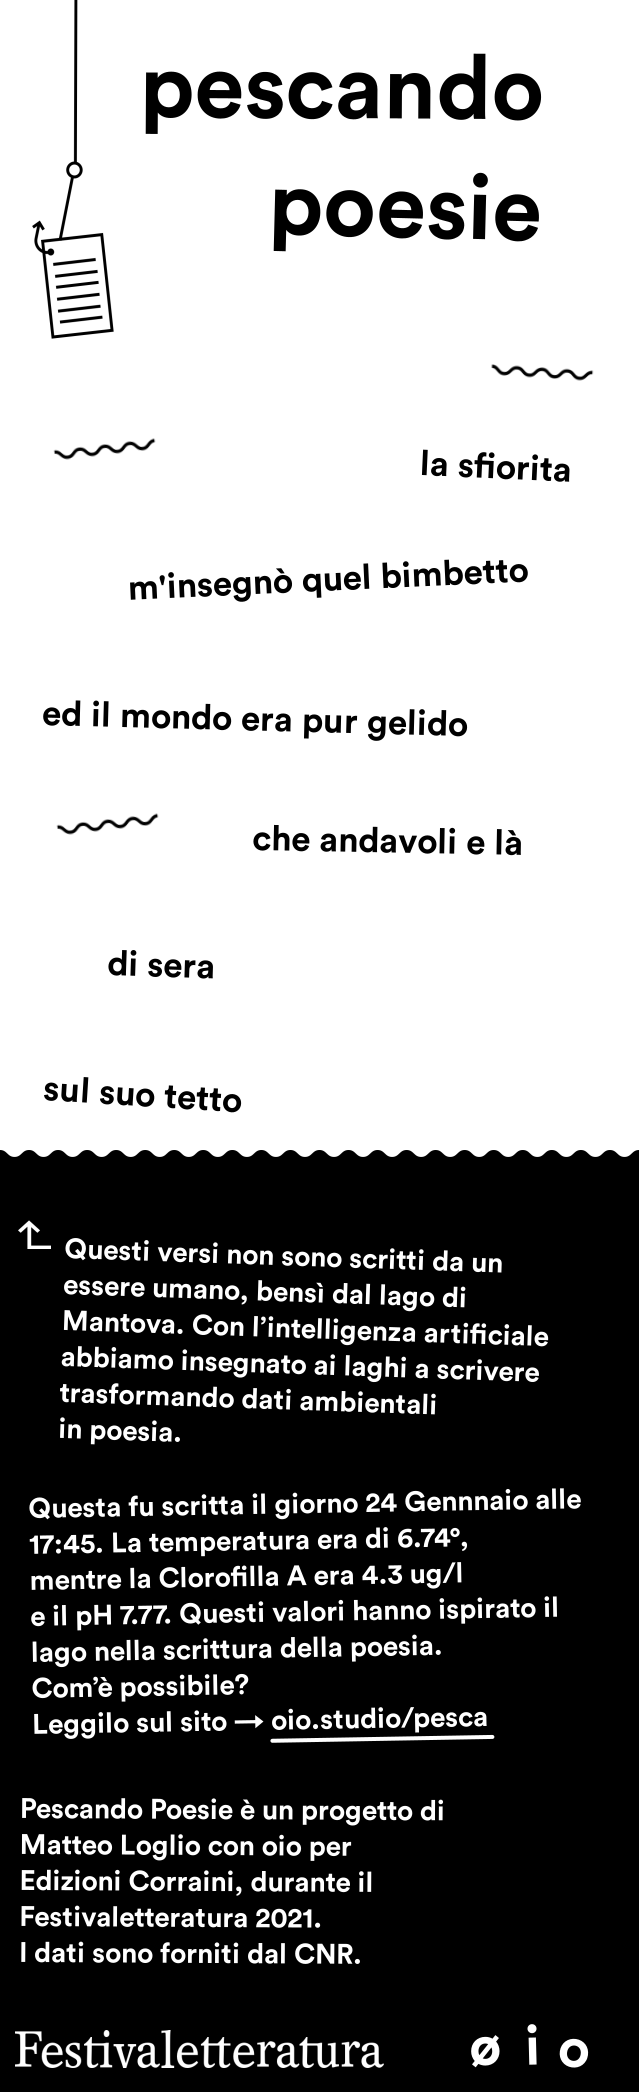 pescando
poesie
la sfiorita
m'insegnò quel bimbetto
ed il mondo era pur gelido
che andavoli e là
di sera
sul suo tetto
Questi versi non sono scritti da un
essere umano, bensì dal lago di
Mantova. Con l’intelligenza artificiale
abbiamo insegnato ai laghi a scrivere
trasformando dati ambientali
in poesia.
Questa fu scritta il giorno 24 Gennnaio alle
17:45. La temperatura era di 6.74°,
mentre la Clorofilla A era 4.3 ug/l
e il pH 7.77. Questi valori hanno ispirato il
lago nella scrittura della poesia.
Com’è possibile?
Leggilo sul sito → oio.studio/pesca
Pescando Poesie è un progetto di
Matteo Loglio con oio per
Edizioni Corraini, durante il
Festivaletteratura 2021.
I dati sono forniti dal CNR.
Festivaletteratura ø i o